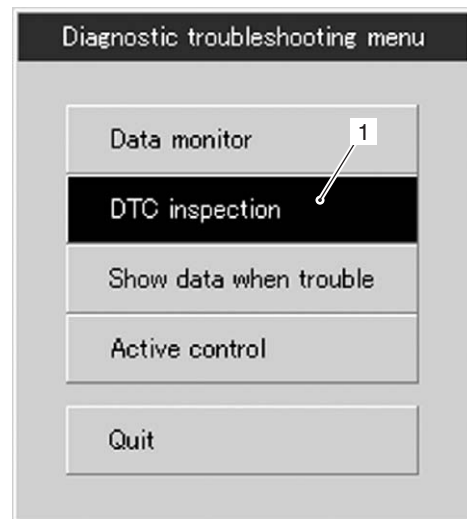 Diagnostic troubleshooting menu
Data monitor
1
DTC inspection
Show data when trouble
Active control
Quit